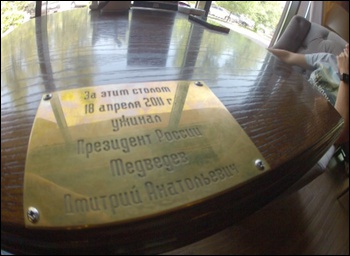 За этим столом
18 апреля 2011 г.
ужинал
Президент России
Медведев
Дмитрий Анатольевич